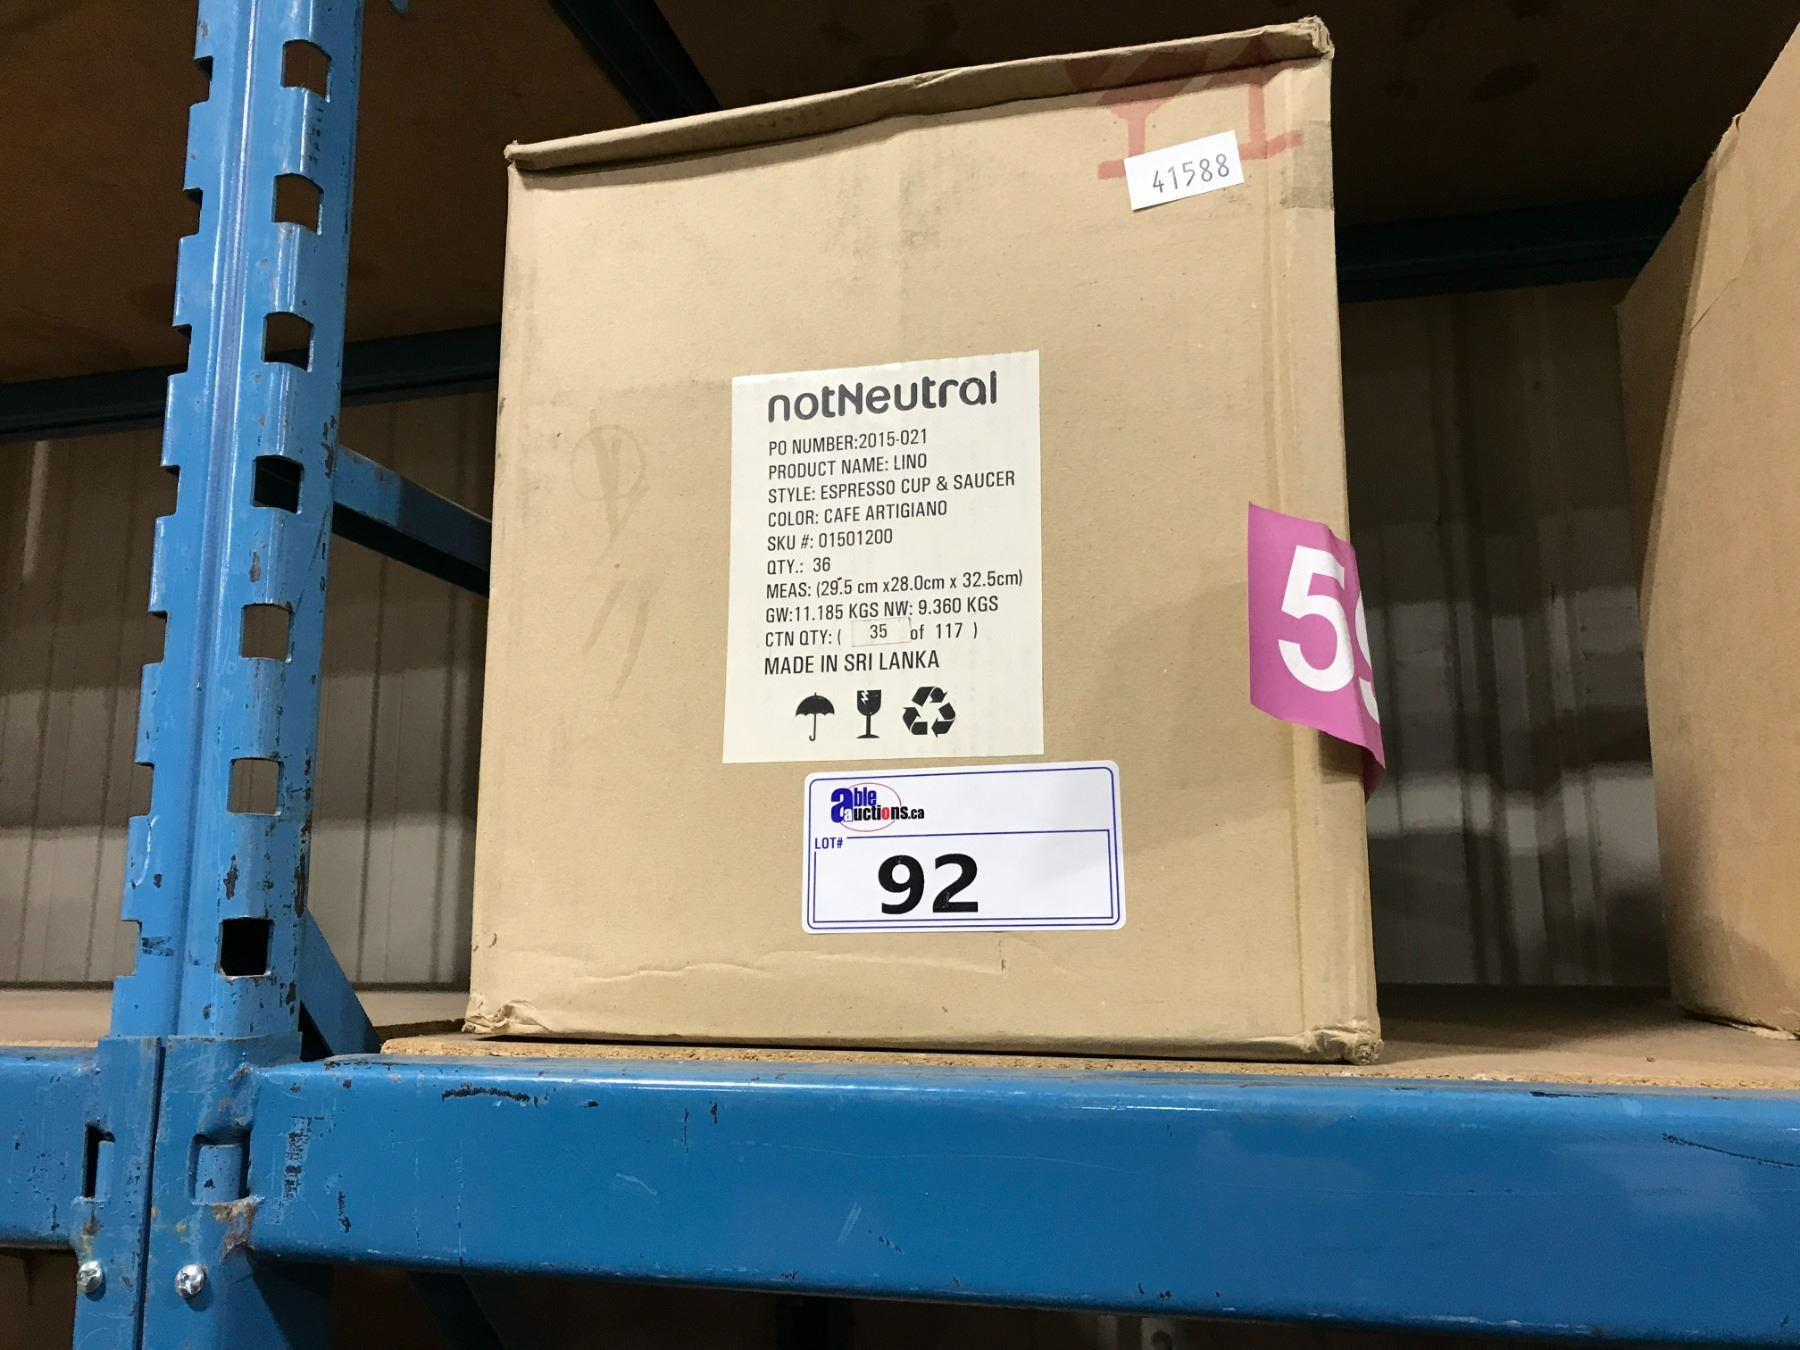 41588
notNeutral
PO NUMBER:2015-021
PRODUCT NAME: LINO
STYLE: ESPRESSO CUP & SAUCER
COLOR: CAFE ARTIGIANO
SKU #: 01501200
QTY.: 36
MEAS: (29.5 cm x28.0cm x 32.5cm)
GW:11.185 KGS NW: 9.360 KGS
CTN QTY: ( 35 of 117 )
MADE IN SRI LANKA
59
able
auctions.ca
LOT#
92